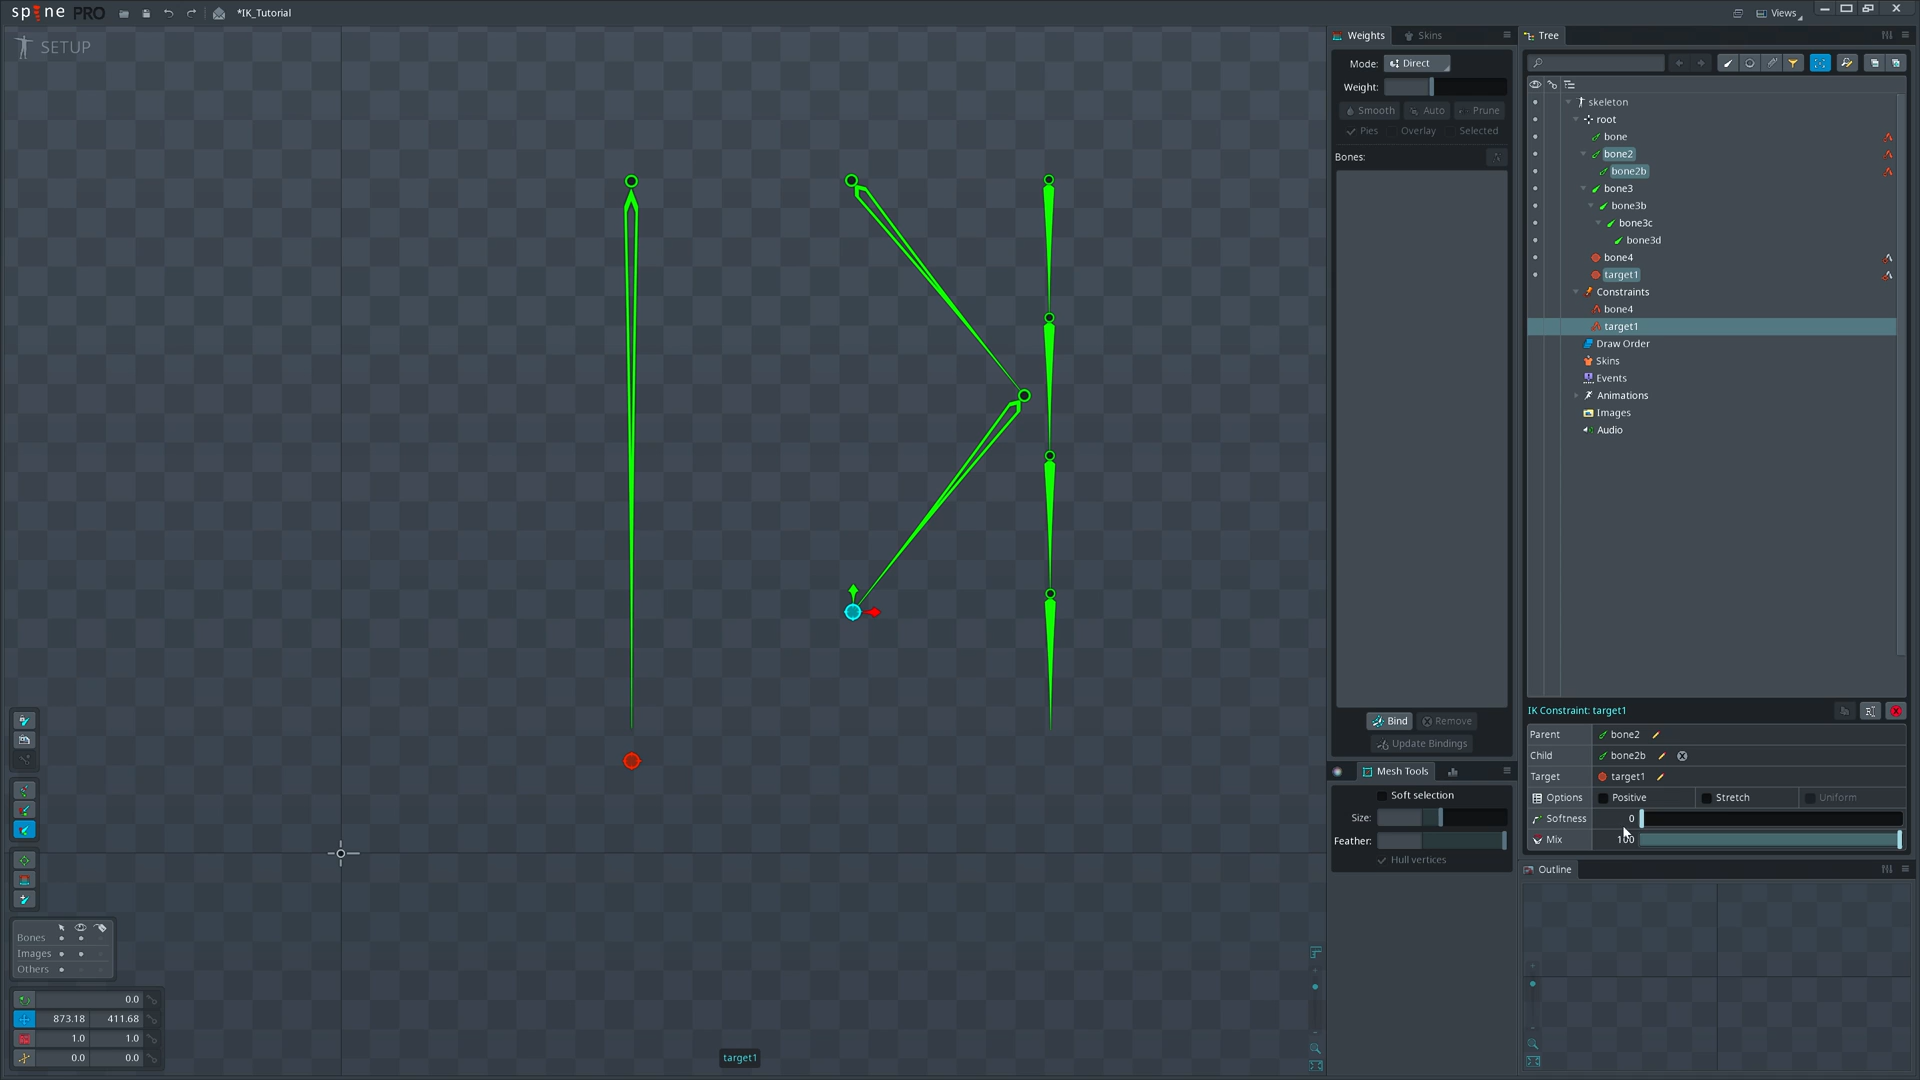 spine PRO
*IK_Tutorial
Views
SETUP
Weights
Skins
Mode:
Direct
Weight:
Smooth
Auto
Prune
Pies
Overlay
Selected
Bones:
Bind
Remove
Update Bindings
Mesh Tools
Soft selection
Size:
Feather:
Hull vertices
Tree
skeleton
root
bone
bone2
bone2b
bone3
bone3b
bone3c
bone3d
bone4
target1
Constraints
bone4
target1
Draw Order
Skins
Events
Animations
Images
Audio
IK Constraint: target1
Parent
bone2
Child
bone2b
Target
target1
Options
Positive
Stretch
Uniform
Softness
0
Mix
100
Outline
Bones
Images
Others
0.0
873.18
411.68
1.0
1.0
0.0
0.0
target1